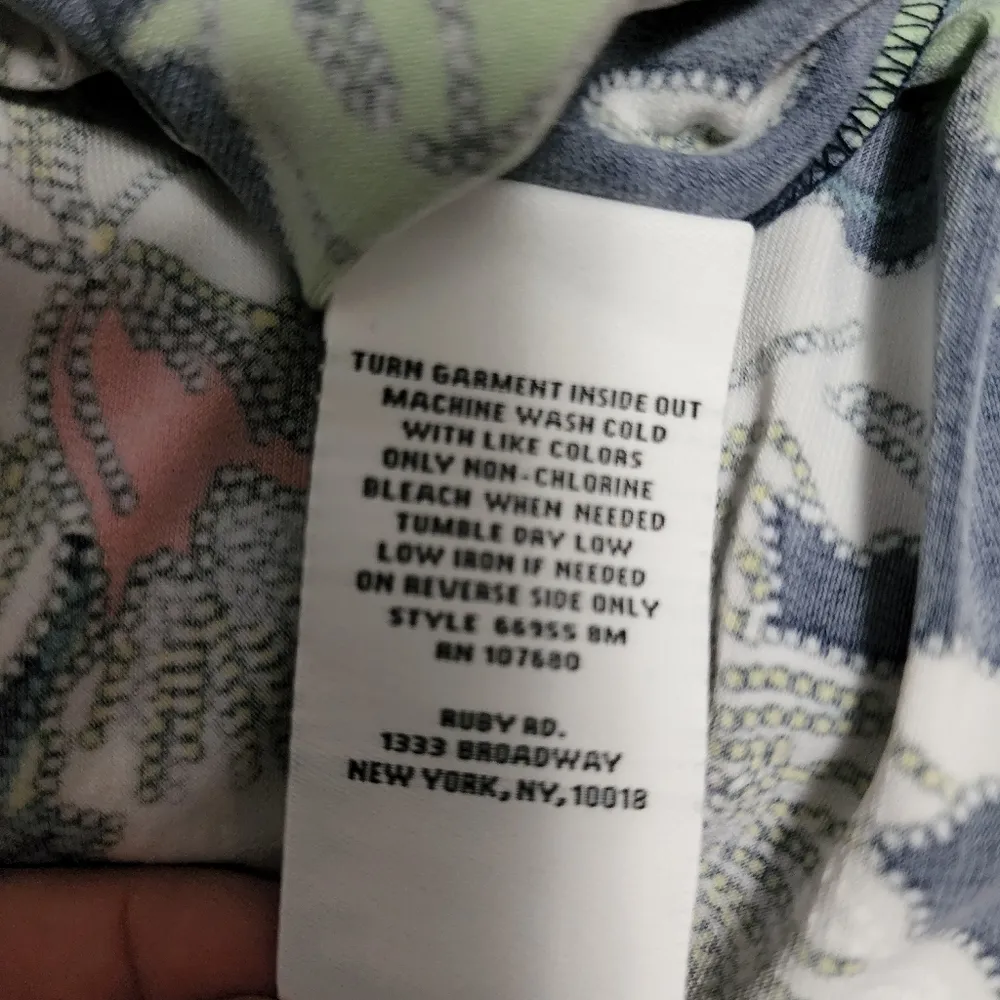 TURN GARMENT INSIDE OUT
MACHINE WASH COLD
WITH LIKE COLORS
ONLY NON-CHLORINE
BLEACH WHEN NEEDED
TUMBLE DRY LOW
LOW IRON IF NEEDED
ON REVERSE SIDE ONLY
STYLE 66955 8M
RN 107680
RUBY RD.
1333 BROADWAY
NEW YORK, NY, 10018